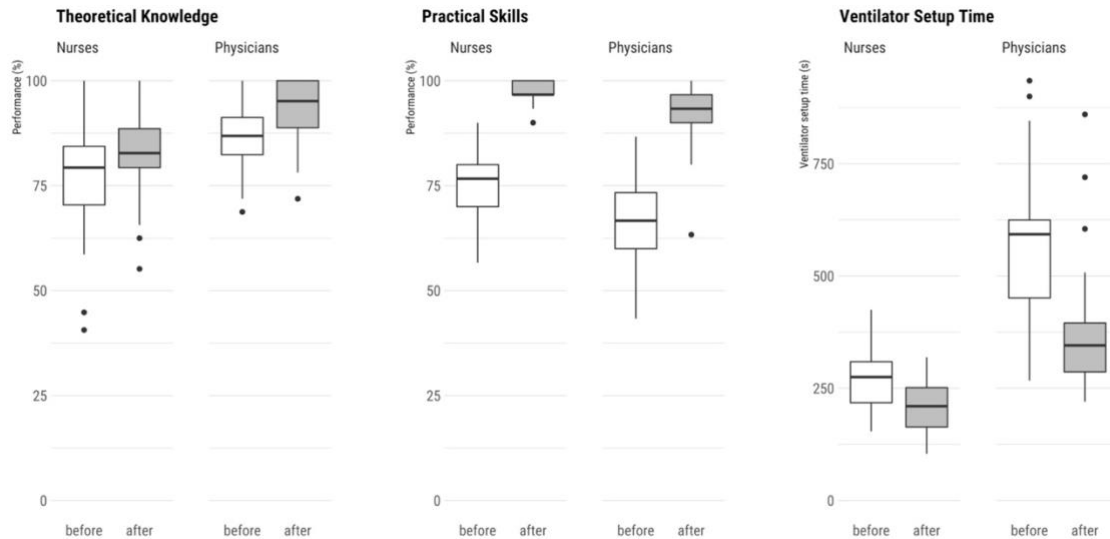 Theoretical Knowledge
Practical Skills
Ventilator Setup Time
Nurses
Physicians
Nurses
Physicians
Nurses
Physicians
Performance (%)
100
75
50
25
0
Performance (%)
100
75
50
25
0
Ventilator setup time (s)
750
500
250
0
before
after
before
after
before
after
before
after
before
after
before
after